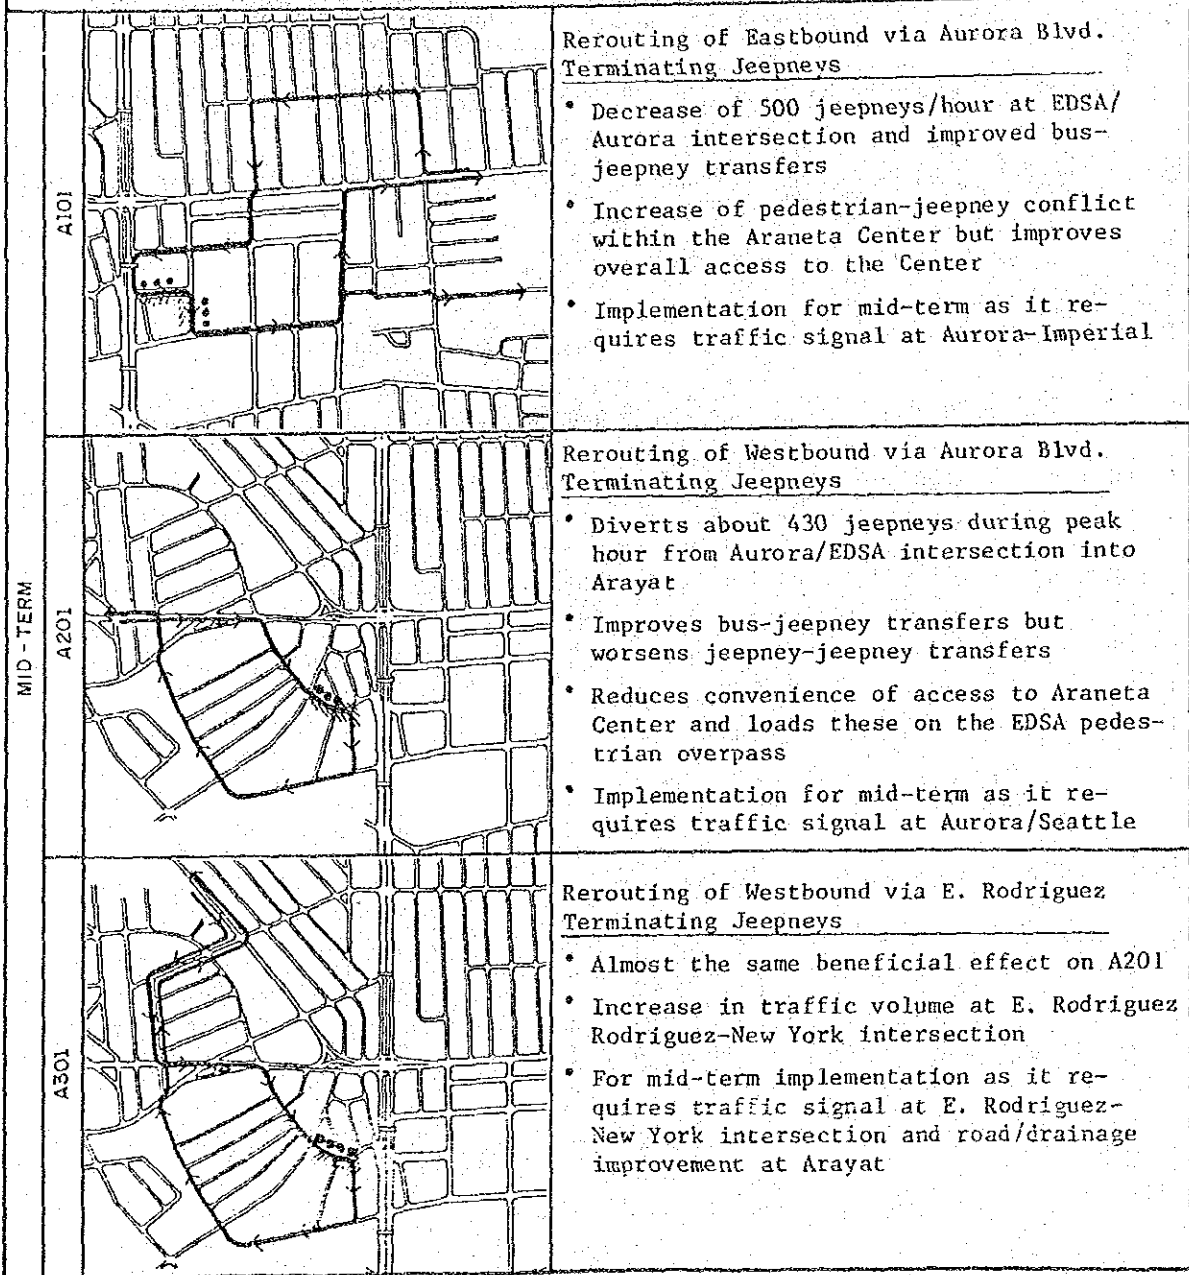 MID-TERM
A101
Rerouting of Eastbound via Aurora Blvd.
Terminating Jeepneys
• Decrease of 500 jeepneys/hour at EDSA/
Aurora intersection and improved bus-
jeepney transfers
• Increase of pedestrian-jeepney conflict
within the Araneta Center but improves
overall access to the Center
• Implementation for mid-term as it re-
quires traffic signal at Aurora-Imperial
A201
Rerouting of Westbound via Aurora Blvd.
Terminating Jeepneys
• Diverts about 430 jeepneys during peak
hour from Aurora/EDSA intersection into
Arayat
• Improves bus-jeepney transfers but
worsens jeepney-jeepney transfers
• Reduces convenience of access to Araneta
Center and loads these on the EDSA pedes-
trian overpass
• Implementation for mid-term as it re-
quires traffic signal at Aurora/Seattle
A301
Rerouting of Westbound via E. Rodriguez
Terminating Jeepneys
• Almost the same beneficial effect on A201
• Increase in traffic volume at E. Rodriguez
Rodriguez-New York intersection
• For mid-term implementation as it re-
quires traffic signal at E. Rodriguez-
New York intersection and road/drainage
improvement at Arayat